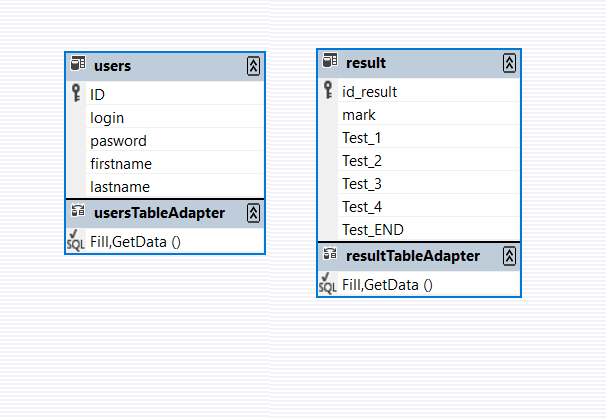 users
ID
login
pasword
firstname
lastname
usersTableAdapter
SQL Fill,GetData ()
result
id_result
mark
Test_1
Test_2
Test_3
Test_4
Test_END
resultTableAdapter
SQL Fill,GetData ()